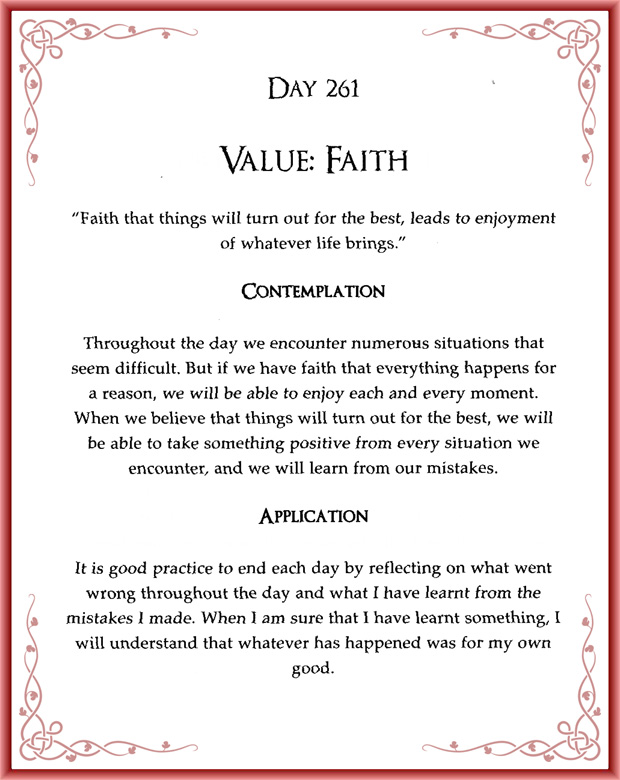 DAY 261
VALUE: FAITH
"Faith that things will turn out for the best, leads to enjoyment
of whatever life brings."
CONTEMPLATION
Throughout the day we encounter numerous situations that
seem difficult. But if we have faith that everything happens for
a reason, we will be able to enjoy each and every moment.
When we believe that things will turn out for the best, we will
be able to take something positive from every situation we
encounter, and we will learn from our mistakes.
APPLICATION
It is good practice to end each day by reflecting on what went
wrong throughout the day and what I have learnt from the
mistakes I made. When I am sure that I have learnt something, I
will understand that whatever has happened was for my own
good.